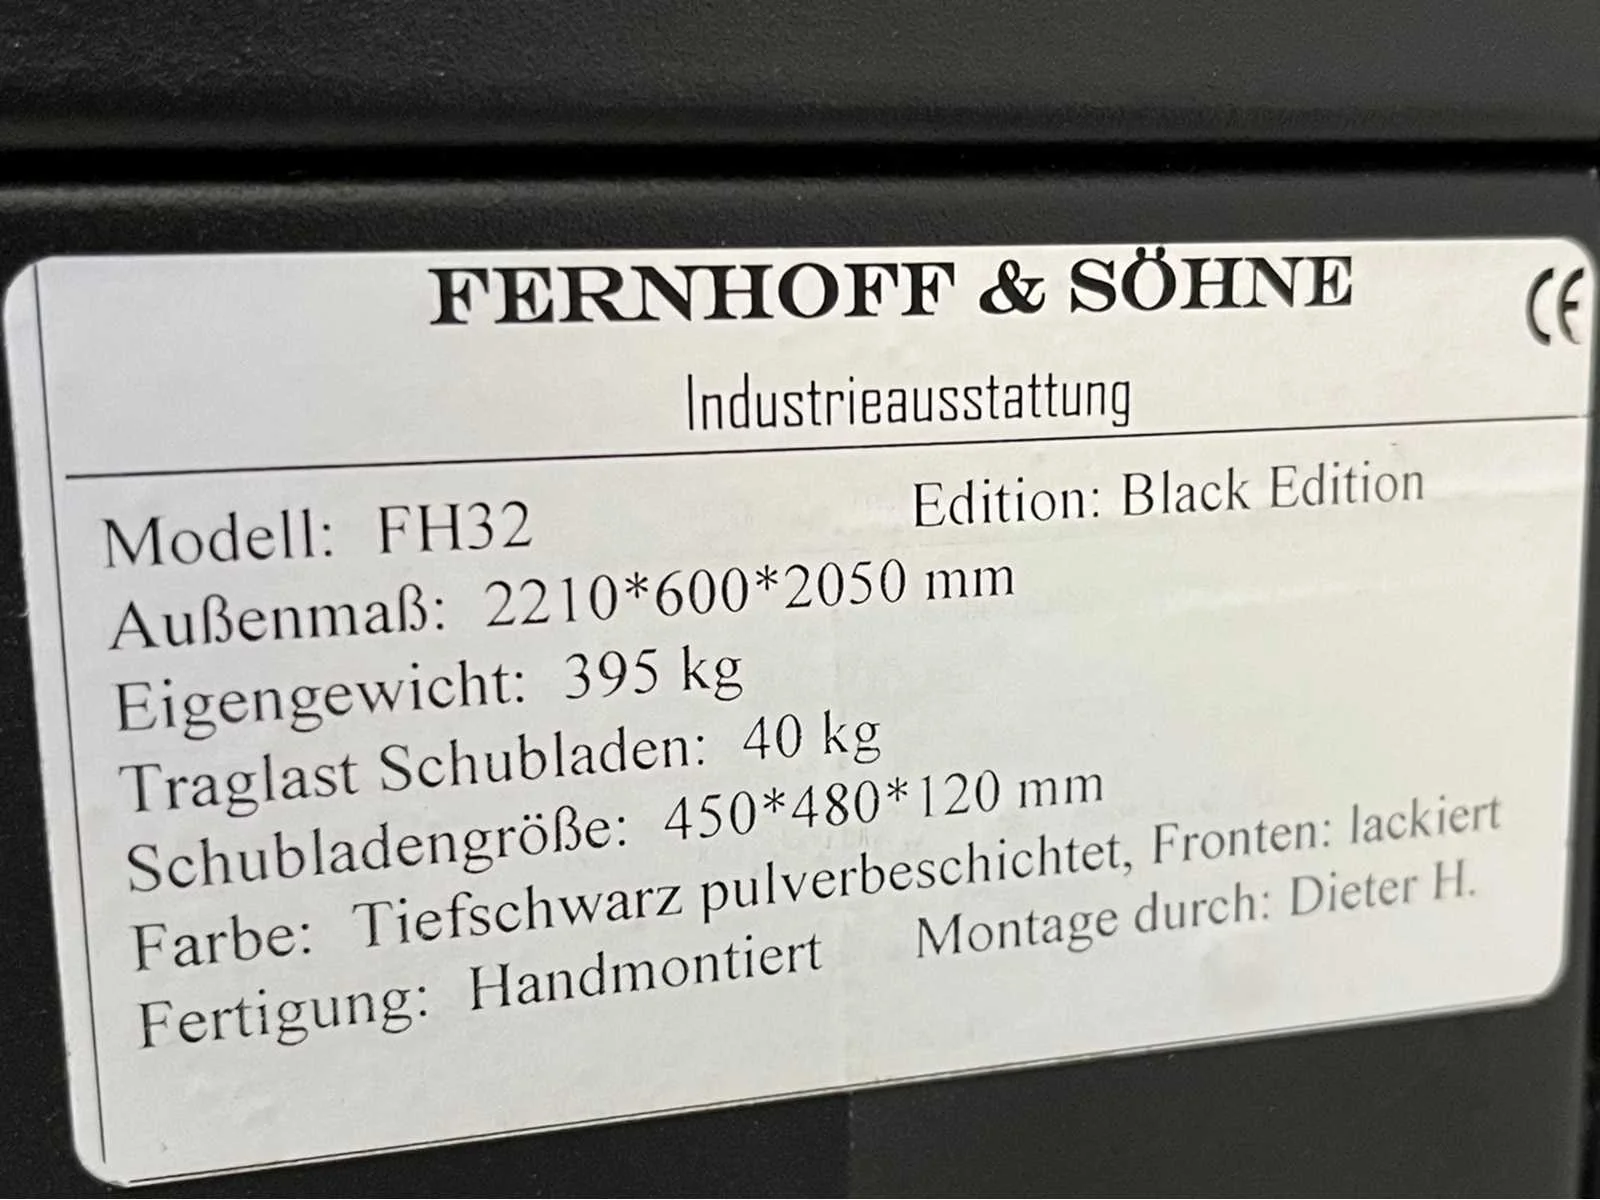 FERNHOFF & SÖHNE
CE
Industrieausstattung
Modell: FH32 Edition: Black Edition
Außenmaß: 2210*600*2050 mm
Eigengewicht: 395 kg
Traglast Schubladen: 40 kg
Schubladengröße: 450*480*120 mm
Farbe: Tiefschwarz pulverbeschichtet, Fronten: lackiert
Fertigung: Handmontiert Montage durch: Dieter H.